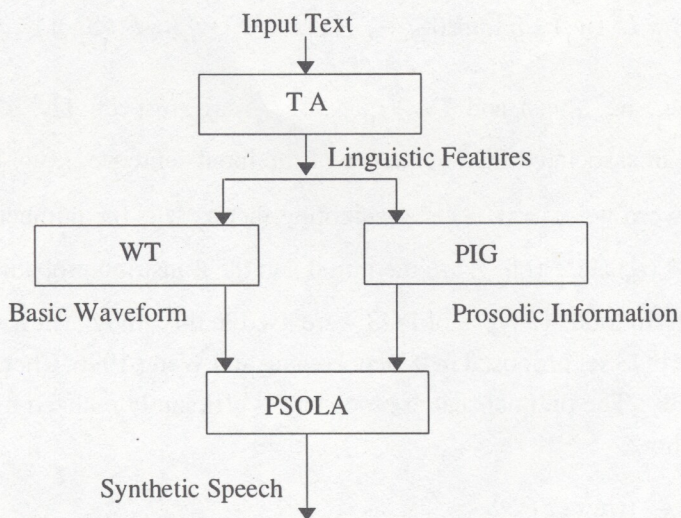 Input Text
T A
Linguistic Features
WT
PIG
Basic Waveform
Prosodic Information
PSOLA
Synthetic Speech